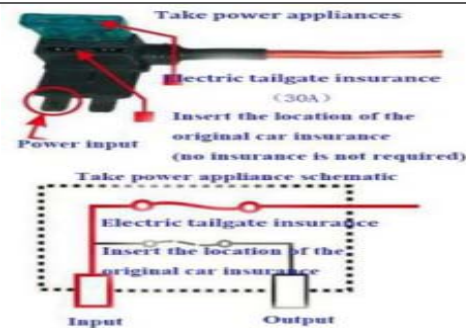 Take power appliances
Electric tailgate insurance
(30A)
Insert the location of the
original car insurance
Power input
(no insurance is not required)
Take power appliance schematic
Electric tailgate insurance
Insert the location of the
original car insurance
Input
Output